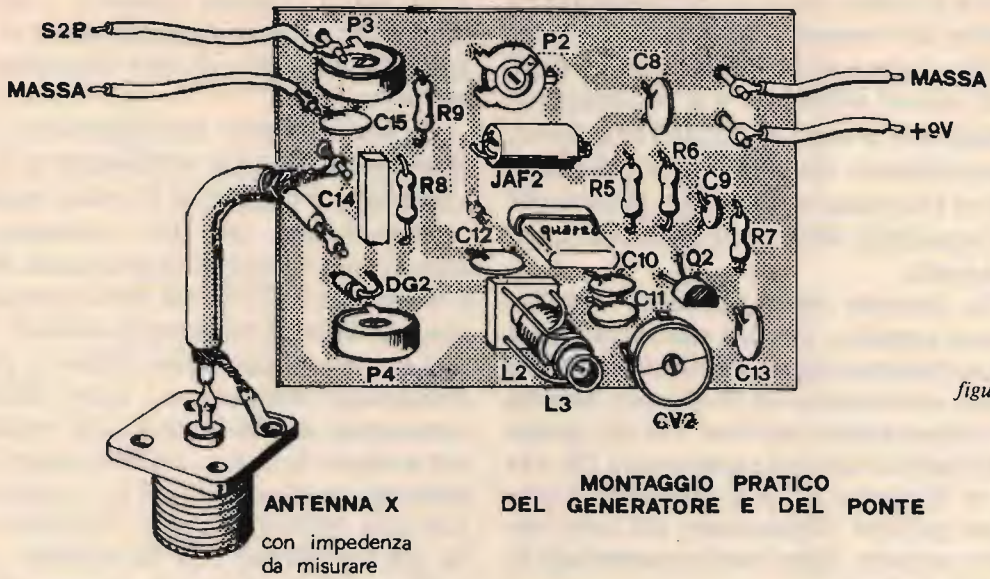 S2P
P3
P2
C8
MASSA
MASSA
C15
R9
+9V
JAF2
R5
R6
C9
C14
R8
R7
quarzo
C12
C10
Q2
DG2
C11
P4
L2
C13
L3
CV2
figu
ANTENNA X
con impedenza
da misurare
MONTAGGIO PRATICO
DEL GENERATORE E DEL PONTE